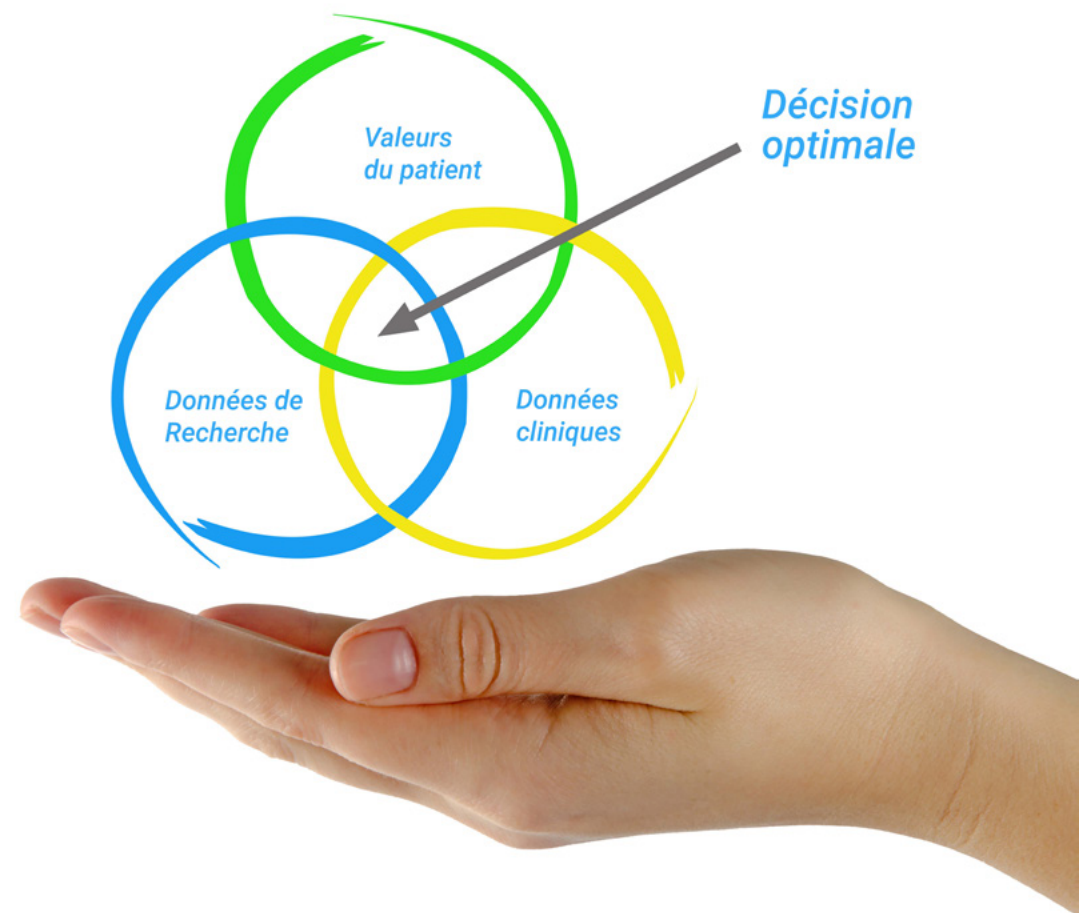 Valeurs
du patient
Décision
optimale
Données de
Recherche
Données
cliniques